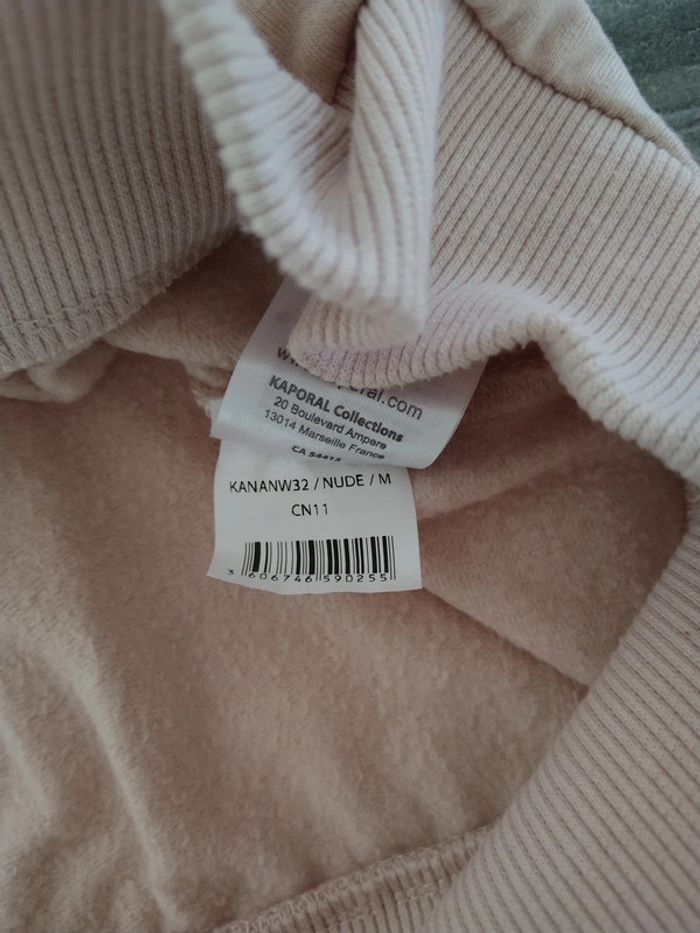 KAPORAL Collections
20 Boulevard Ampere
13014 Marseille France
KANANW32 / NUDE / M
CN11
3 606746 590255